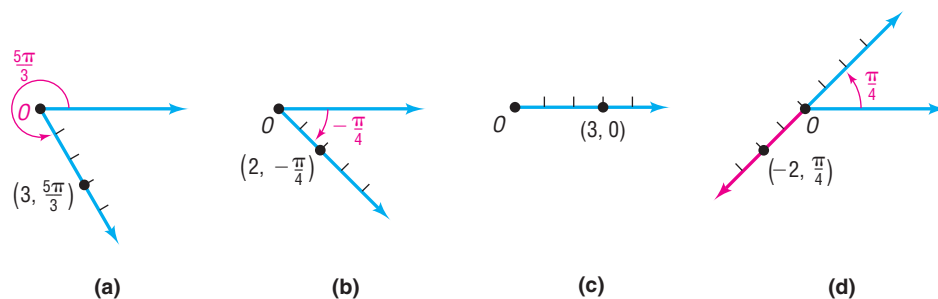 5π/3
O
(3, 5π/3)
(a)
O
−π/4
(2, −π/4)
(b)
O
(3, 0)
(c)
π/4
O
(−2, π/4)
(d)